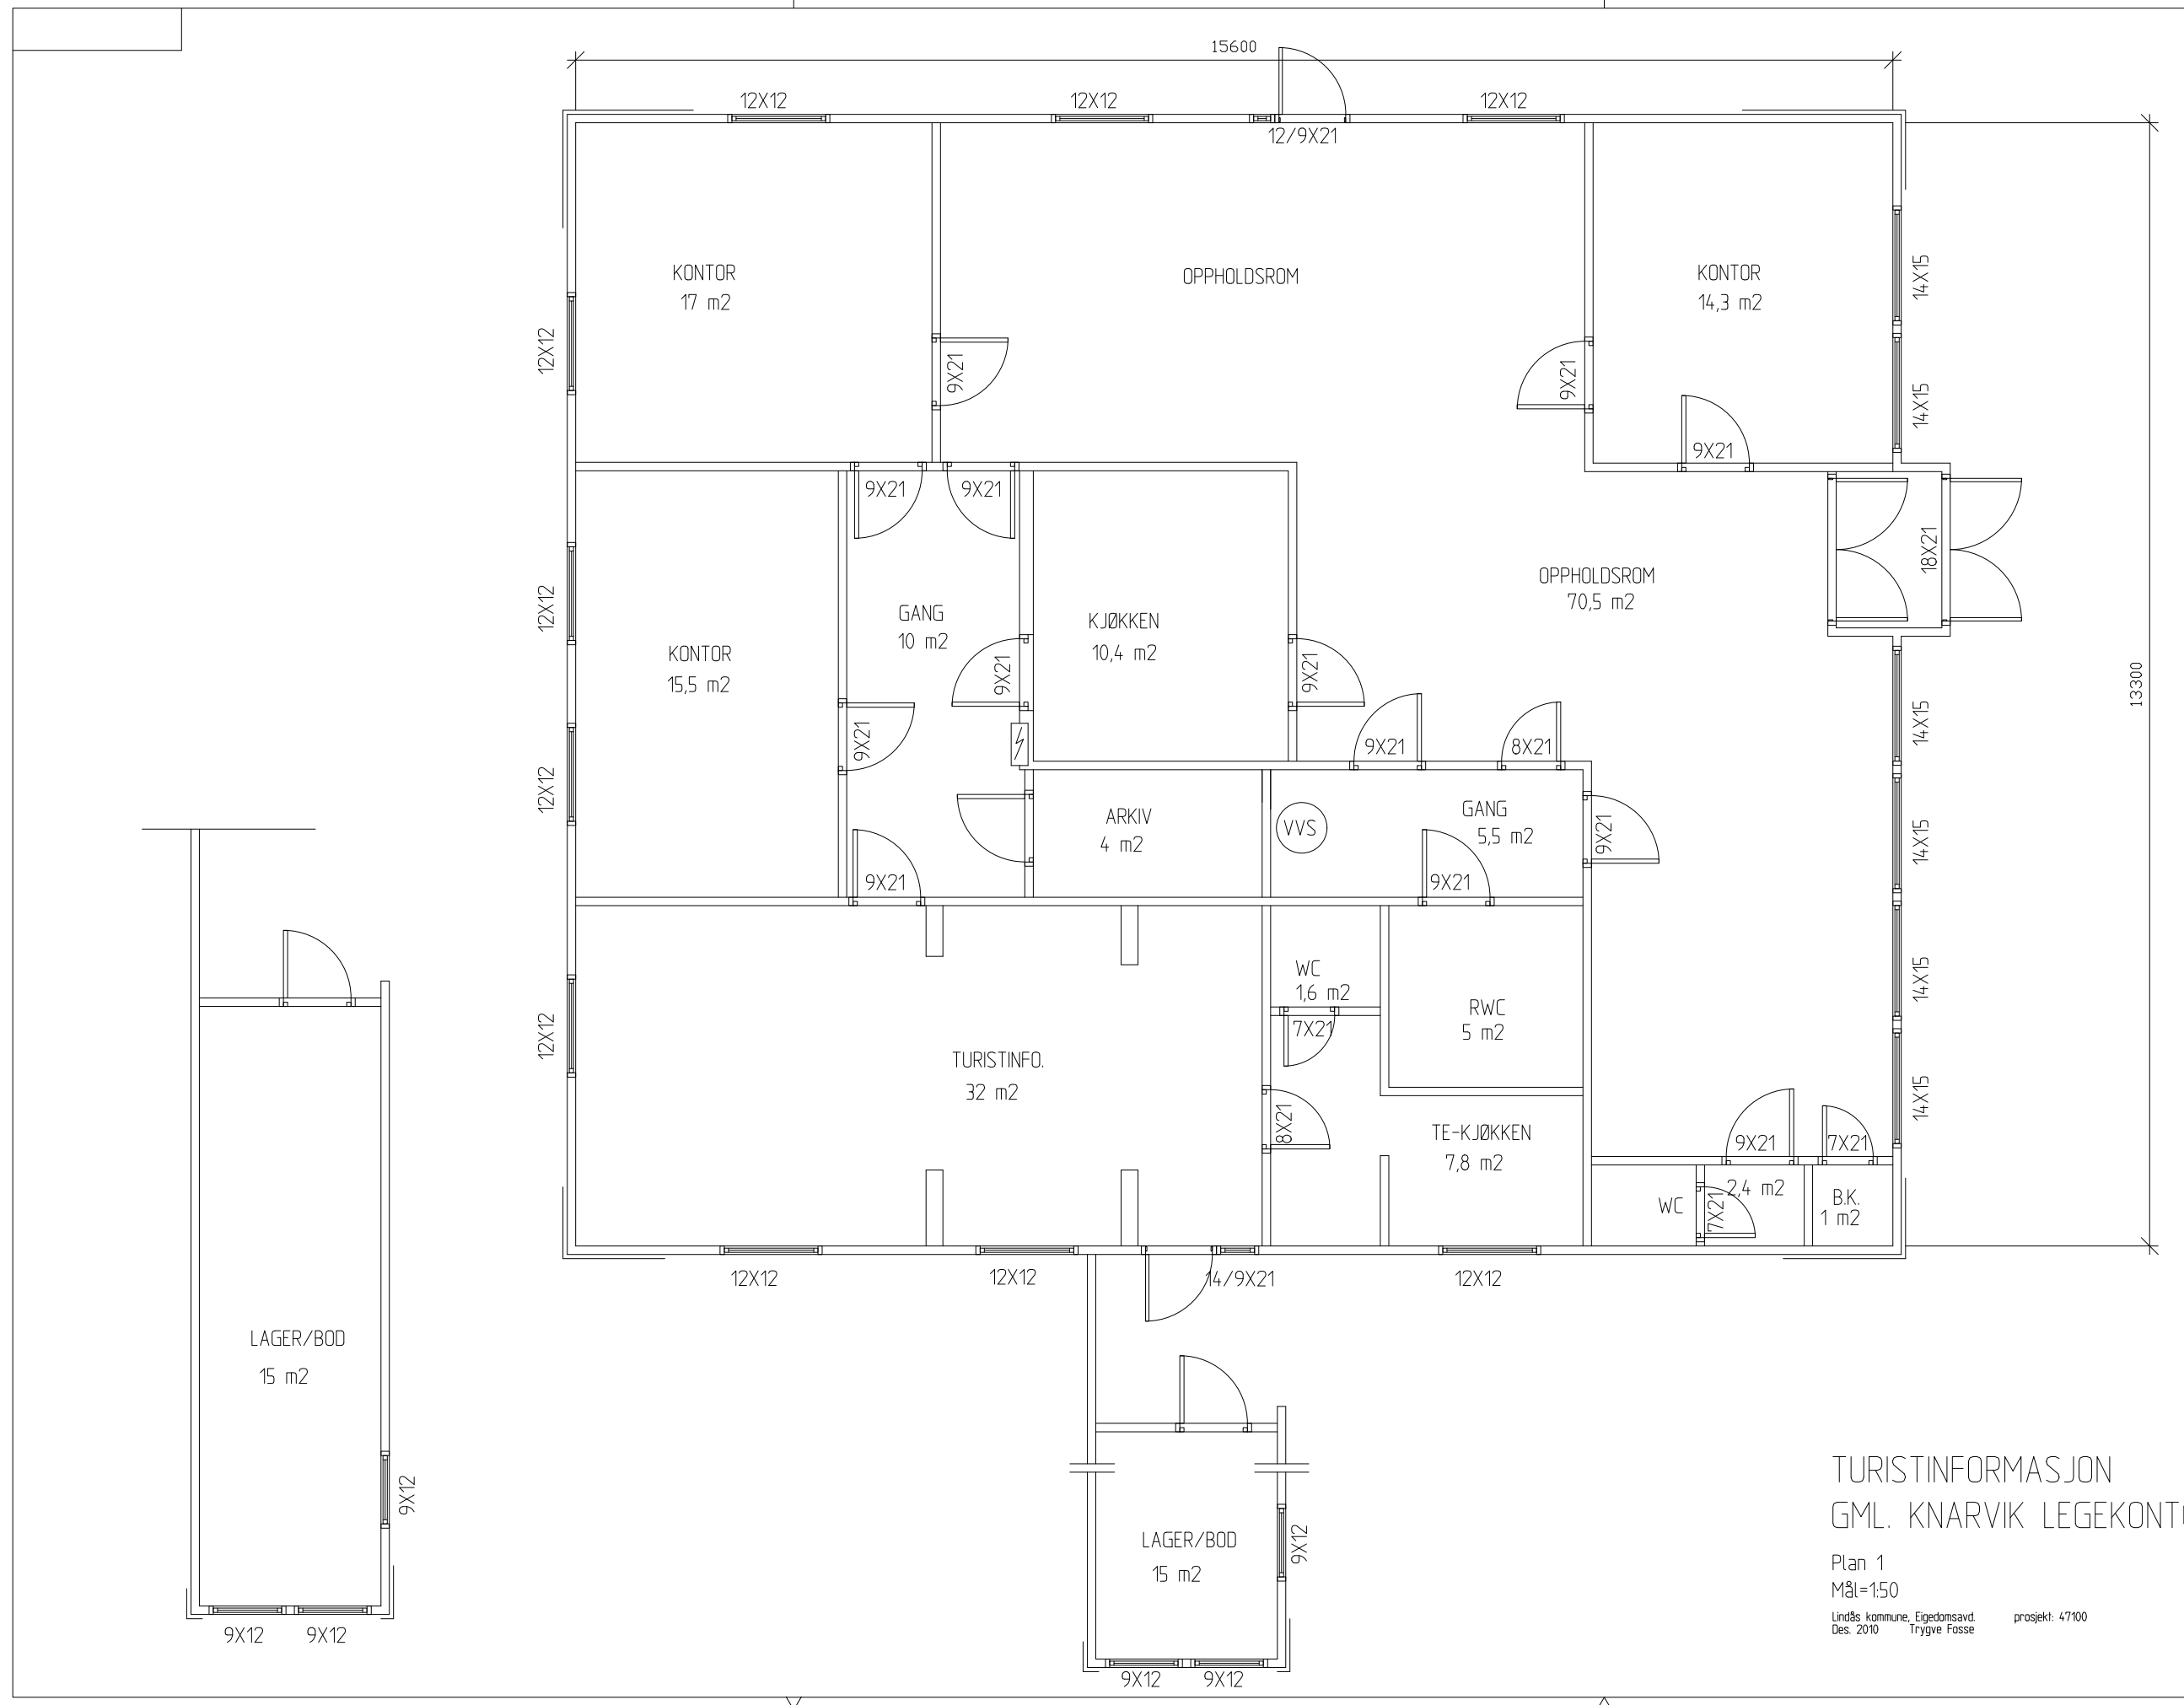 15600
12X12
12X12
12X12
12/9X21
KONTOR
17 m2
OPPHOLDSROM
KONTOR
14,3 m2
14X15
12X12
9X21
9X21
14X15
9X21
9X21
9X21
18X21
OPPHOLDSROM
70,5 m2
12X12
GANG
10 m2
KJØKKEN
10,4 m2
KONTOR
15,5 m2
9X21
9X21
13300
14X15
9X21
9X21
8X21
12X12
ARKIV
4 m2
VVS
GANG
5,5 m2
9X21
14X15
9X21
9X21
WC
1,6 m2
14X15
RWC
5 m2
12X12
7X21
TURISTINFO.
32 m2
8X21
TE-KJØKKEN
7,8 m2
14X15
9X21
7X21
WC
7X21
2,4 m2
B.K.
1 m2
12X12
12X12
14/9X21
12X12
LAGER/BOD
15 m2
9X12
9X12
9X12
LAGER/BOD
15 m2
9X12
9X12
9X12
TURISTINFORMASJON
GML. KNARVIK
Plan 1
Mål=1:50
Lindås kommune, Eigedomsavd. prosjekt: 47100
Des. 2010 Trygve Fosse